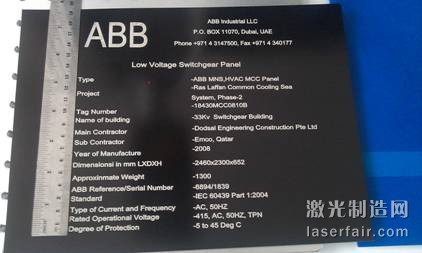 ABB
ABB Industrial LLC
P.O. BOX 11070, Dubai, UAE
Phone +971 4 3147500, Fax +971 4 340177
Low Voltage Switchgear Panel
Type -ABB MNS,HVAC MCC Panel
Project -Ras Laffan Common Cooling Sea
System, Phase-2
Tag Number -18430MCC0810B
Name of building -33Kv Switchgear Building
Main Contractor -Dodsal Engineering Construction Pte Ltd
Sub Contractor -Emco, Qatar
Year of Manufacture -2008
Dimensionsi in mm LXDXH -2460x2300x652
Approxinmate Weight -1300
ABB Reference/Serial Number -8894/1839
Standard -IEC 60439 Part 1:2004
Type of Current and Frequency -AC, 50HZ
Rated Operational Voltage -415, AC, 50HZ, TPN
Degree of Protection -5 to 45 Deg C
激光制造网
laserfair.com